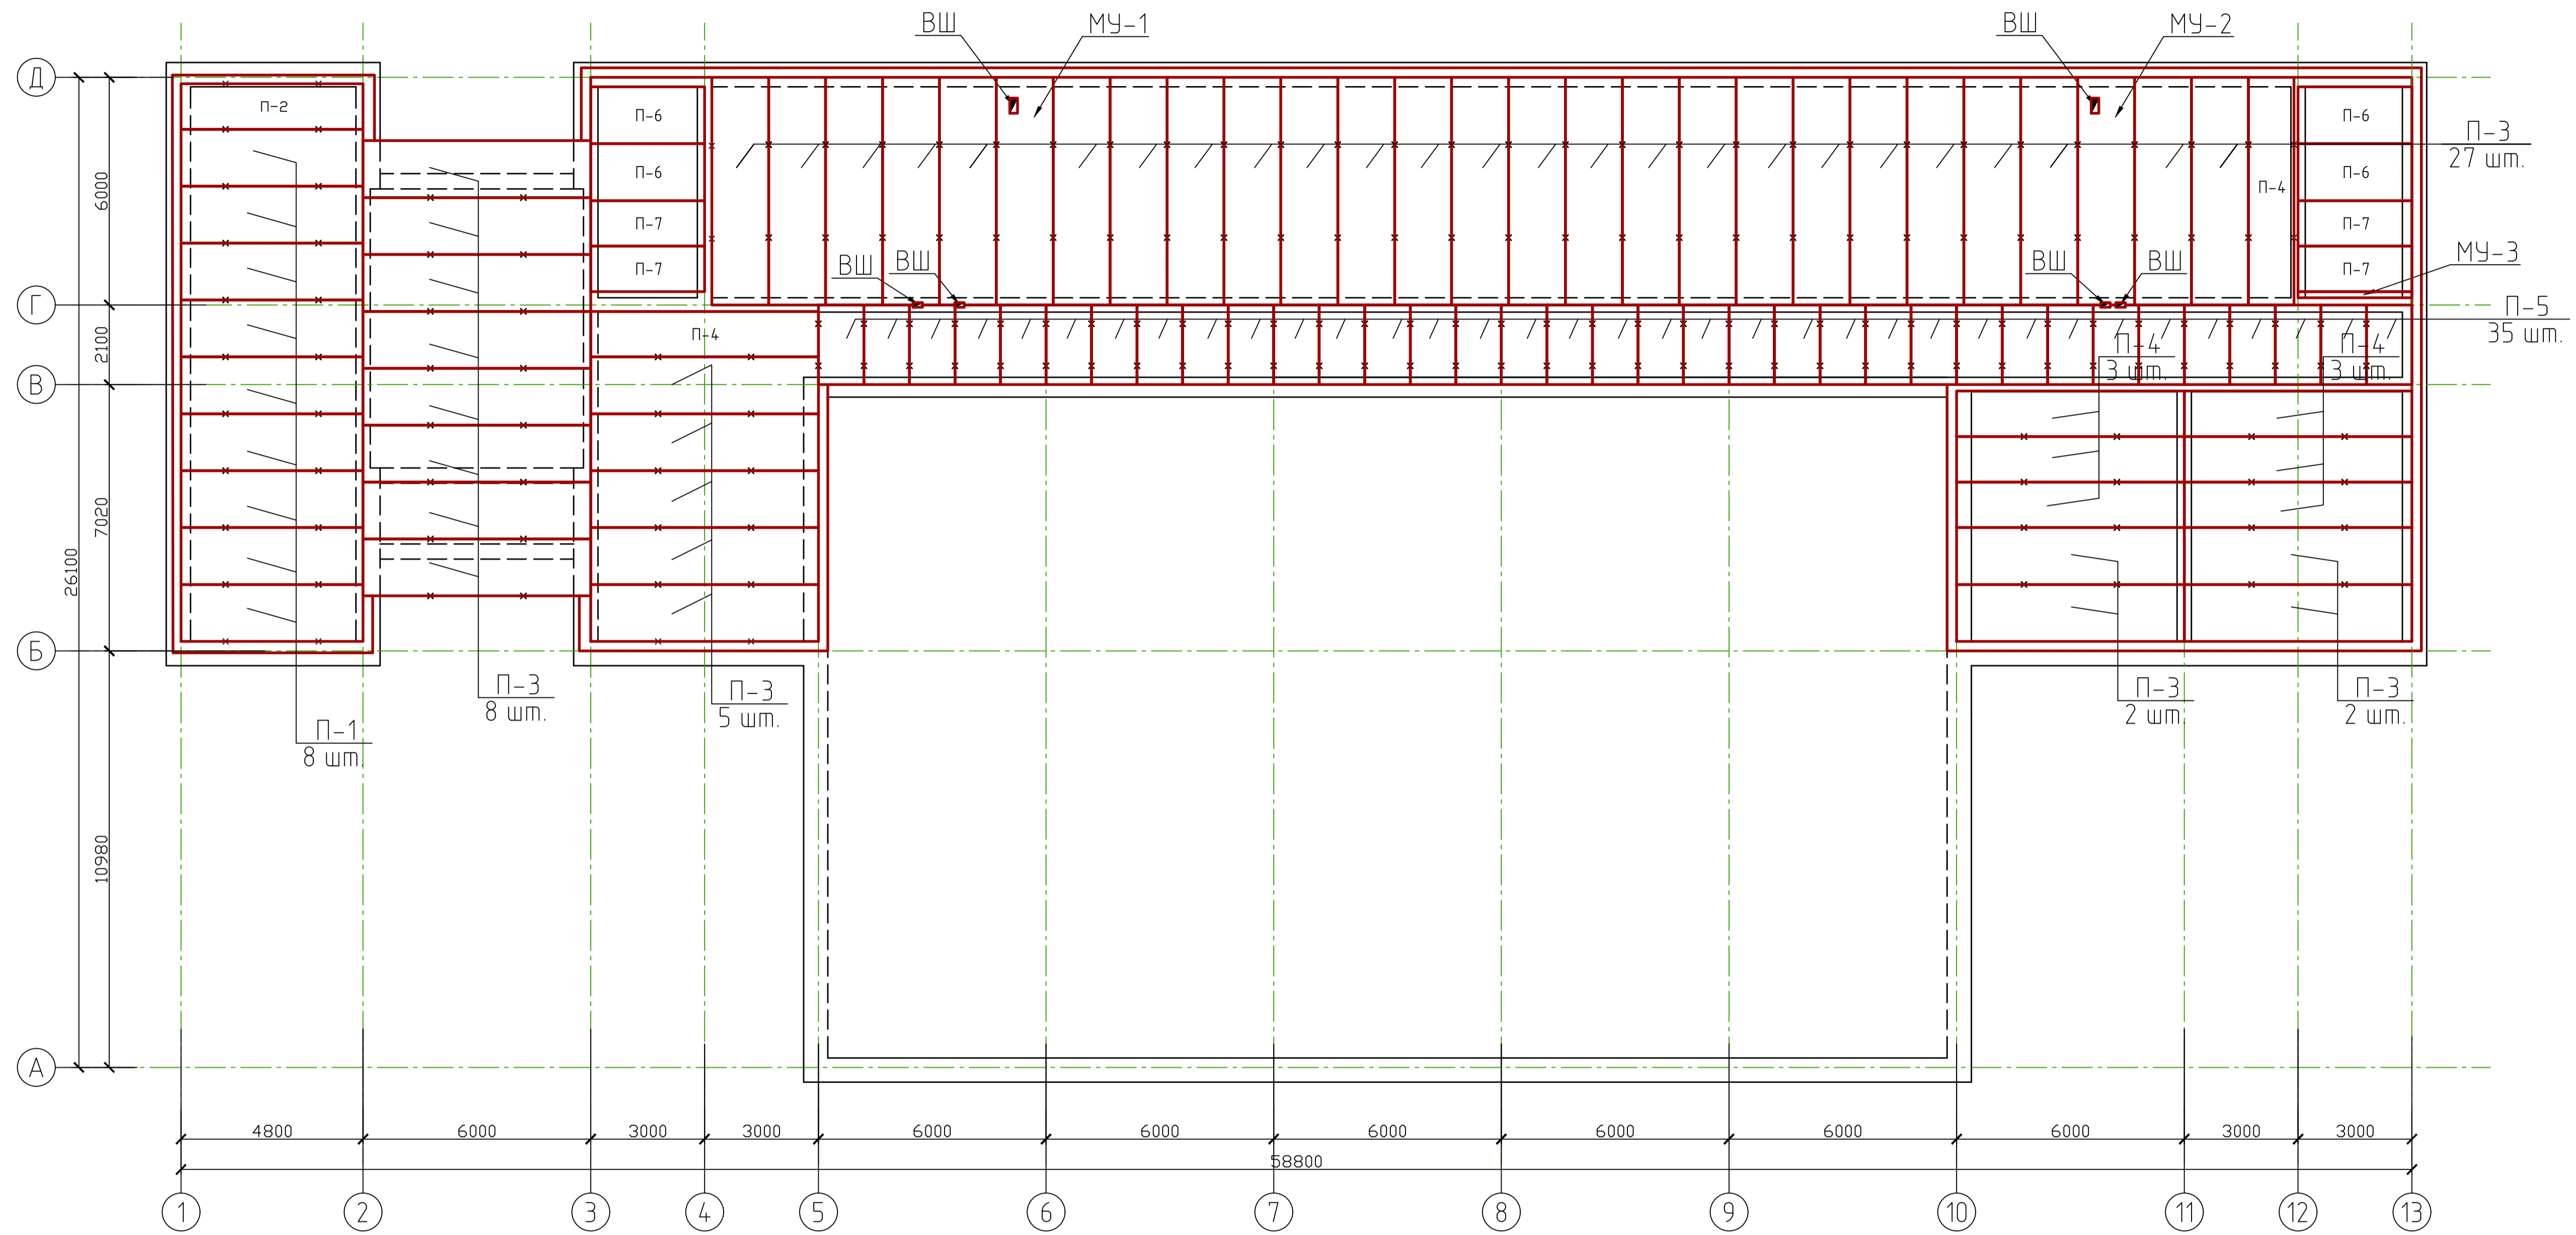 ВШ
МУ-1
ВШ
МУ-2
Д
П-2
П-6
П-6
П-3
27 шт.
П-6
П-6
П-4
6000
П-7
П-7
МУ-3
ВШ
ВШ
ВШ
ВШ
П-7
П-7
Г
П-5
35 шт.
П-4
П-4
3 шт.
П-4
3 шт.
2100
В
7020
26100
Б
П-3
8 шт.
П-3
5 шт.
П-3
2 шт.
П-3
2 шт.
П-1
8 шт.
10980
А
4800
6000
3000
3000
6000
6000
6000
6000
6000
6000
3000
3000
58800
1
2
3
4
5
6
7
8
9
10
11
12
13